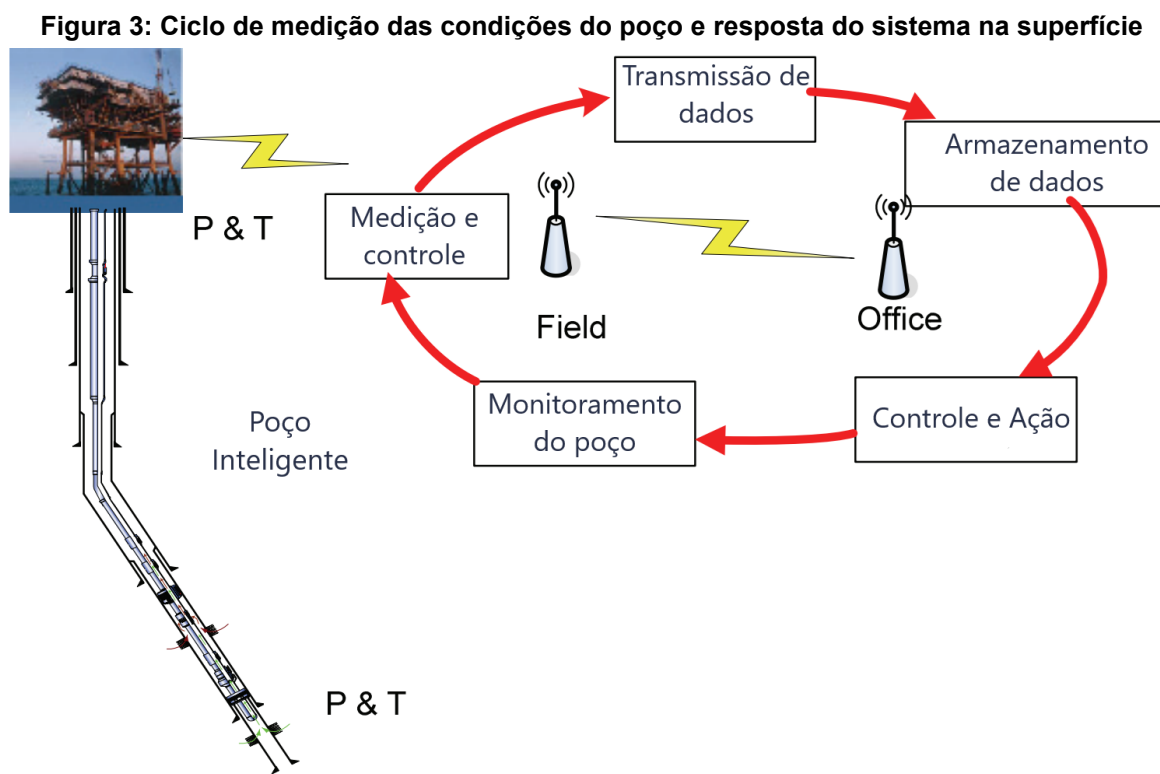 Figura 3: Ciclo de medição das condições do poço e resposta do sistema na superfície
Transmissão de
dados
Armazenamento
de dados
P & T
Medição e
controle
Field
Office
Monitoramento
do poço
Controle e Ação
Poço
Inteligente
P & T